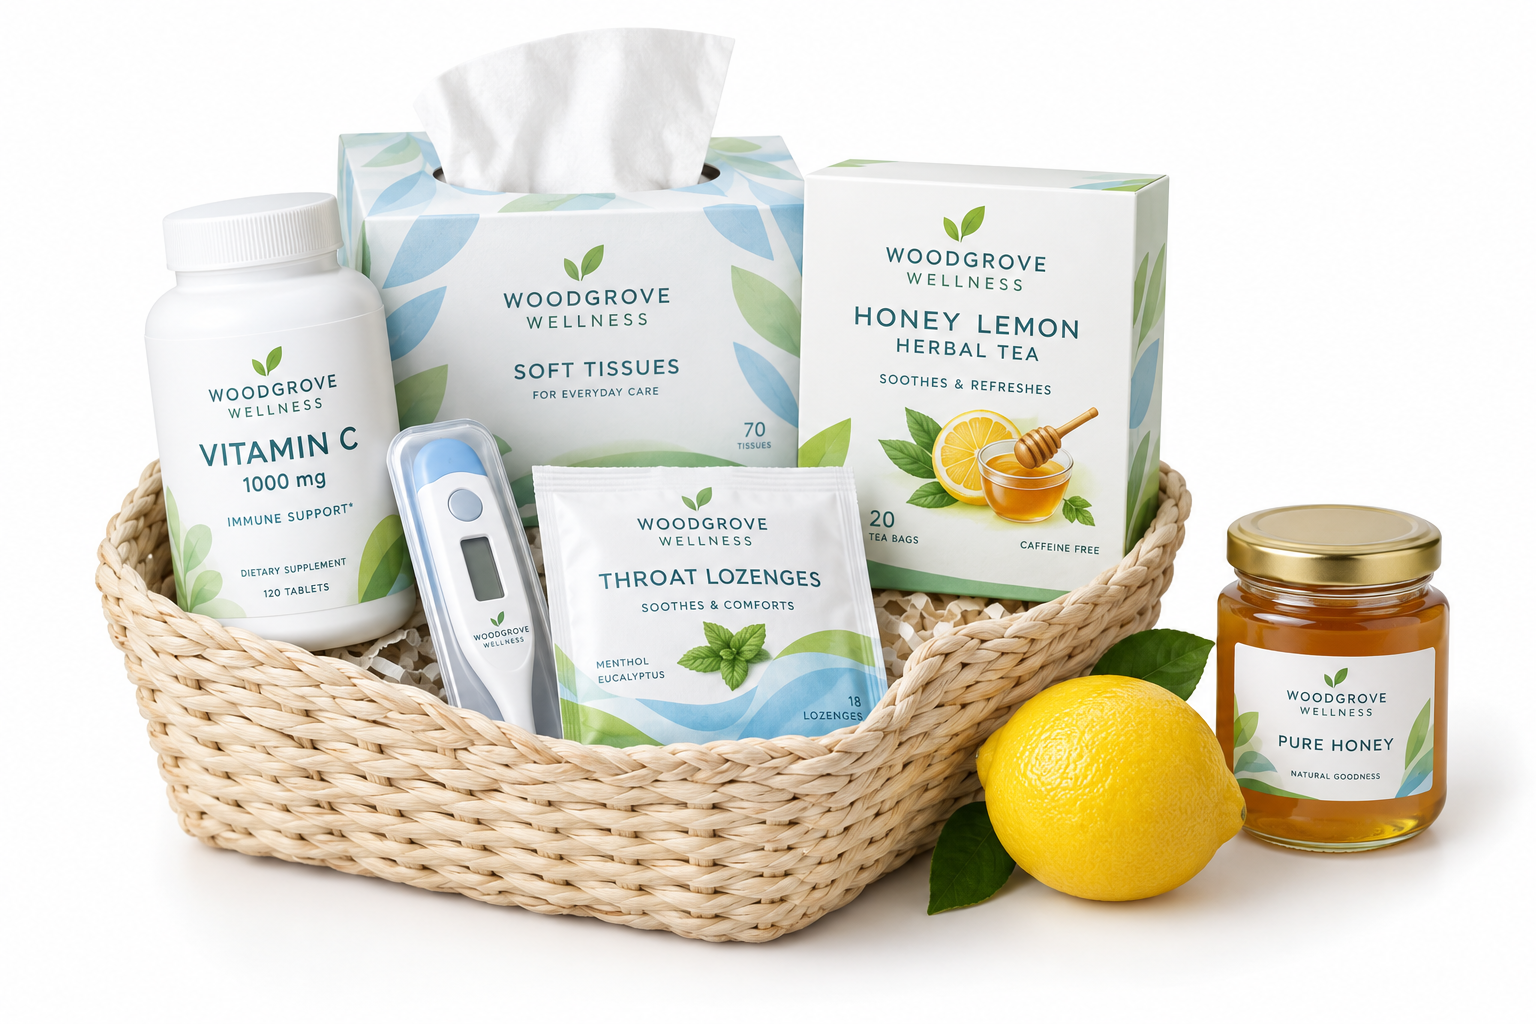 WOODGROVE
WELLNESS
VITAMIN C
1000 mg
IMMUNE SUPPORT*
DIETARY SUPPLEMENT
120 TABLETS
WOODGROVE
WELLNESS
SOFT TISSUES
FOR EVERYDAY CARE
70
TISSUES
WOODGROVE
WELLNESS
HONEY LEMON
HERBAL TEA
SOOTHES & REFRESHES
20
TEA BAGS
CAFFEINE FREE
WOODGROVE
WELLNESS
WOODGROVE
WELLNESS
THROAT LOZENGES
SOOTHES & COMFORTS
MENTHOL
EUCALYPTUS
18
LOZENGES
WOODGROVE
WELLNESS
PURE HONEY
NATURAL GOODNESS